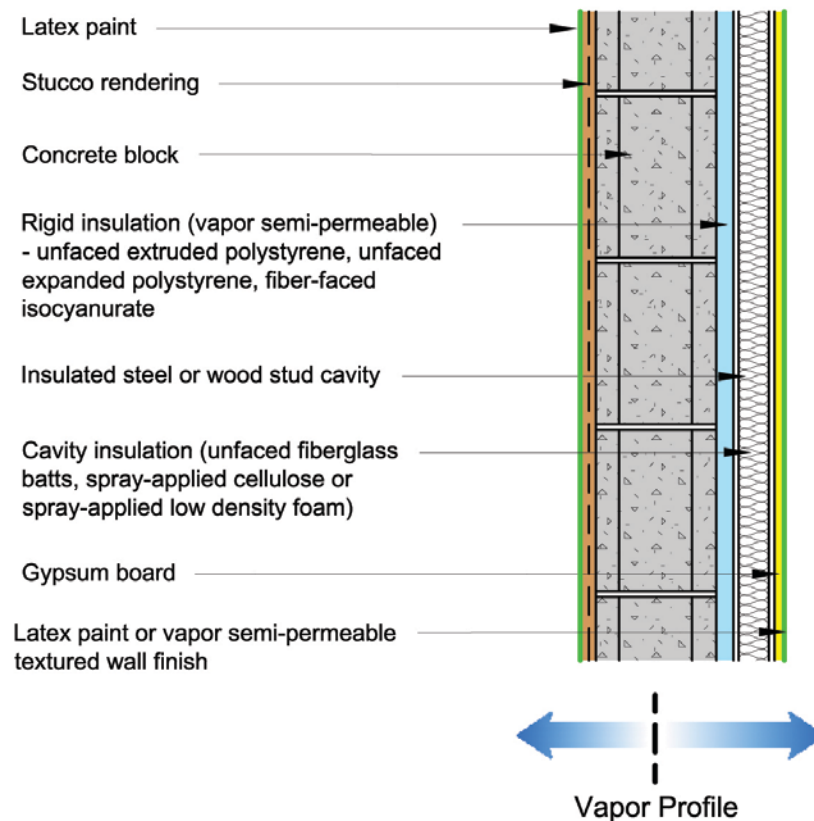 Latex paint
Stucco rendering
Concrete block
Rigid insulation (vapor semi-permeable)
- unfaced extruded polystyrene, unfaced
expanded polystyrene, fiber-faced
isocyanurate
Insulated steel or wood stud cavity
Cavity insulation (unfaced fiberglass
batts, spray-applied cellulose or
spray-applied low density foam)
Gypsum board
Latex paint or vapor semi-permeable
textured wall finish
Vapor Profile